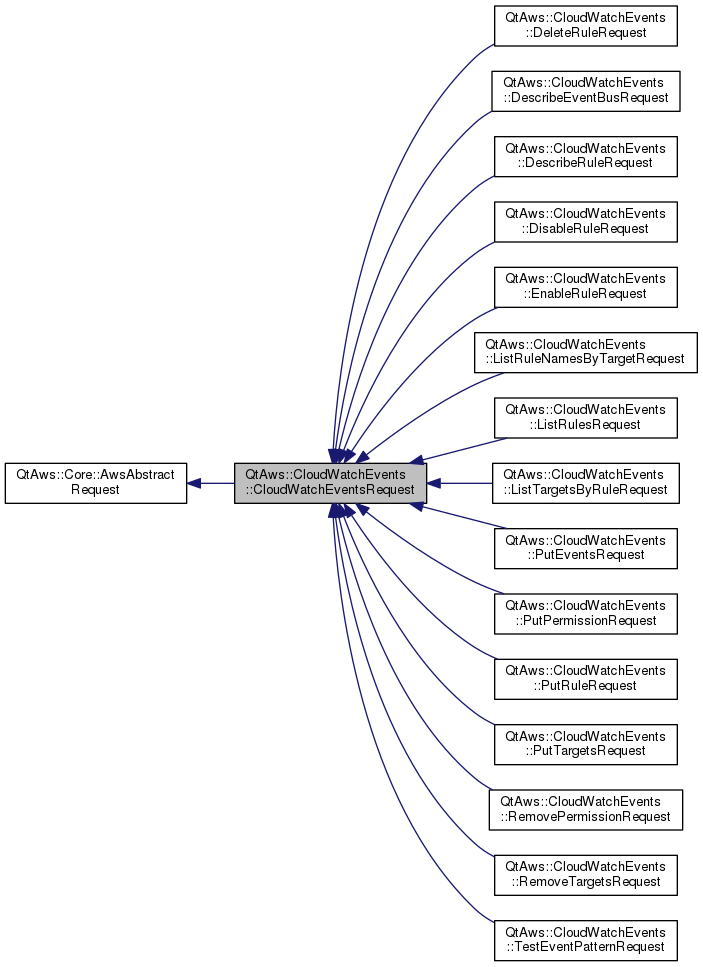 QtAws::CloudWatchEvents
::DeleteRuleRequest
QtAws::CloudWatchEvents
::DescribeEventBusRequest
QtAws::CloudWatchEvents
::DescribeRuleRequest
QtAws::CloudWatchEvents
::DisableRuleRequest
QtAws::CloudWatchEvents
::EnableRuleRequest
QtAws::CloudWatchEvents
::ListRuleNamesByTargetRequest
QtAws::CloudWatchEvents
::ListRulesRequest
QtAws::Core::AwsAbstract
Request
QtAws::CloudWatchEvents
::CloudWatchEventsRequest
QtAws::CloudWatchEvents
::ListTargetsByRuleRequest
QtAws::CloudWatchEvents
::PutEventsRequest
QtAws::CloudWatchEvents
::PutPermissionRequest
QtAws::CloudWatchEvents
::PutRuleRequest
QtAws::CloudWatchEvents
::PutTargetsRequest
QtAws::CloudWatchEvents
::RemovePermissionRequest
QtAws::CloudWatchEvents
::RemoveTargetsRequest
QtAws::CloudWatchEvents
::TestEventPatternRequest